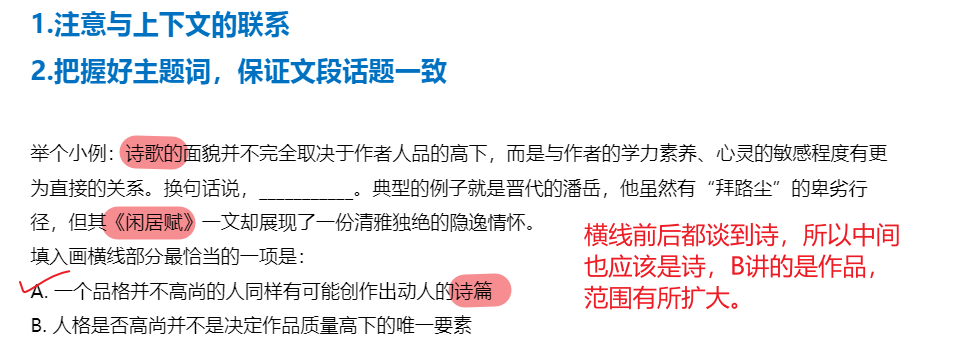 1.注意与上下文的联系
2.把握好主题词，保证文段话题一致
举个小例：诗歌的面貌并不完全取决于作者人品的高下，而是与作者的学力素养、心灵的敏感程度有更
为直接的关系。换句话说，___________。典型的例子就是晋代的潘岳，他虽然有“拜路尘”的卑劣行
径，但其《闲居赋》一文却展现了一份清雅独绝的隐逸情怀。
填入画横线部分最恰当的一项是：
A. 一个品格并不高尚的人同样有可能创作出动人的诗篇
B. 人格是否高尚并不是决定作品质量高下的唯一要素
横线前后都谈到诗，所以中间
也应该是诗，B讲的是作品，
范围有所扩大。